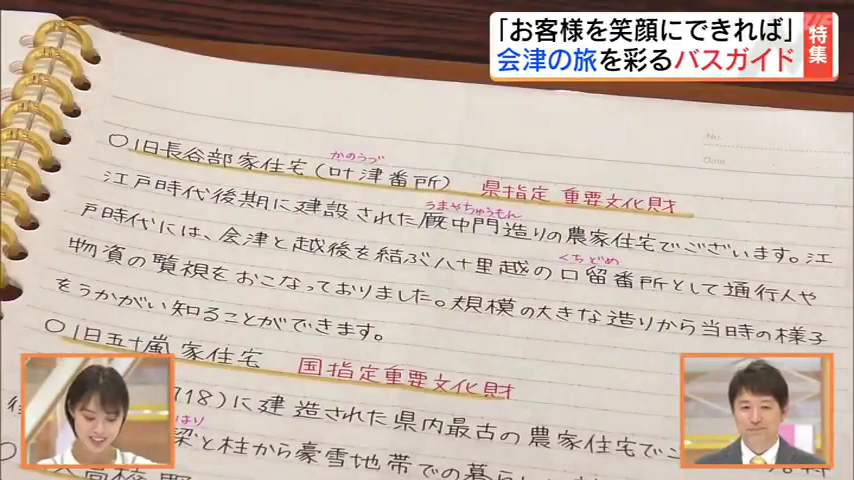 「お客様を笑顔にできれば」
会津の旅を彩るバスガイド
特集
No.
Date
かのうづ
○旧長谷部家住宅(叶津番所) 県指定 重要文化財
うまやちゅうもん
江戸時代後期に建設された厩中門造りの農家住宅でございます。江
くちどめ
戸時代には、会津と越後を結ぶ八十里越の口留番所として通行人や
物資の監視をおこなっておりました。規模の大きな造りから当時の様子
をうかがい知ることができます。
○旧五十嵐家住宅 国指定重要文化財
718)に建造された県内最古の農家住宅でご
はり
梁と柱から豪雪地帯での暮らし